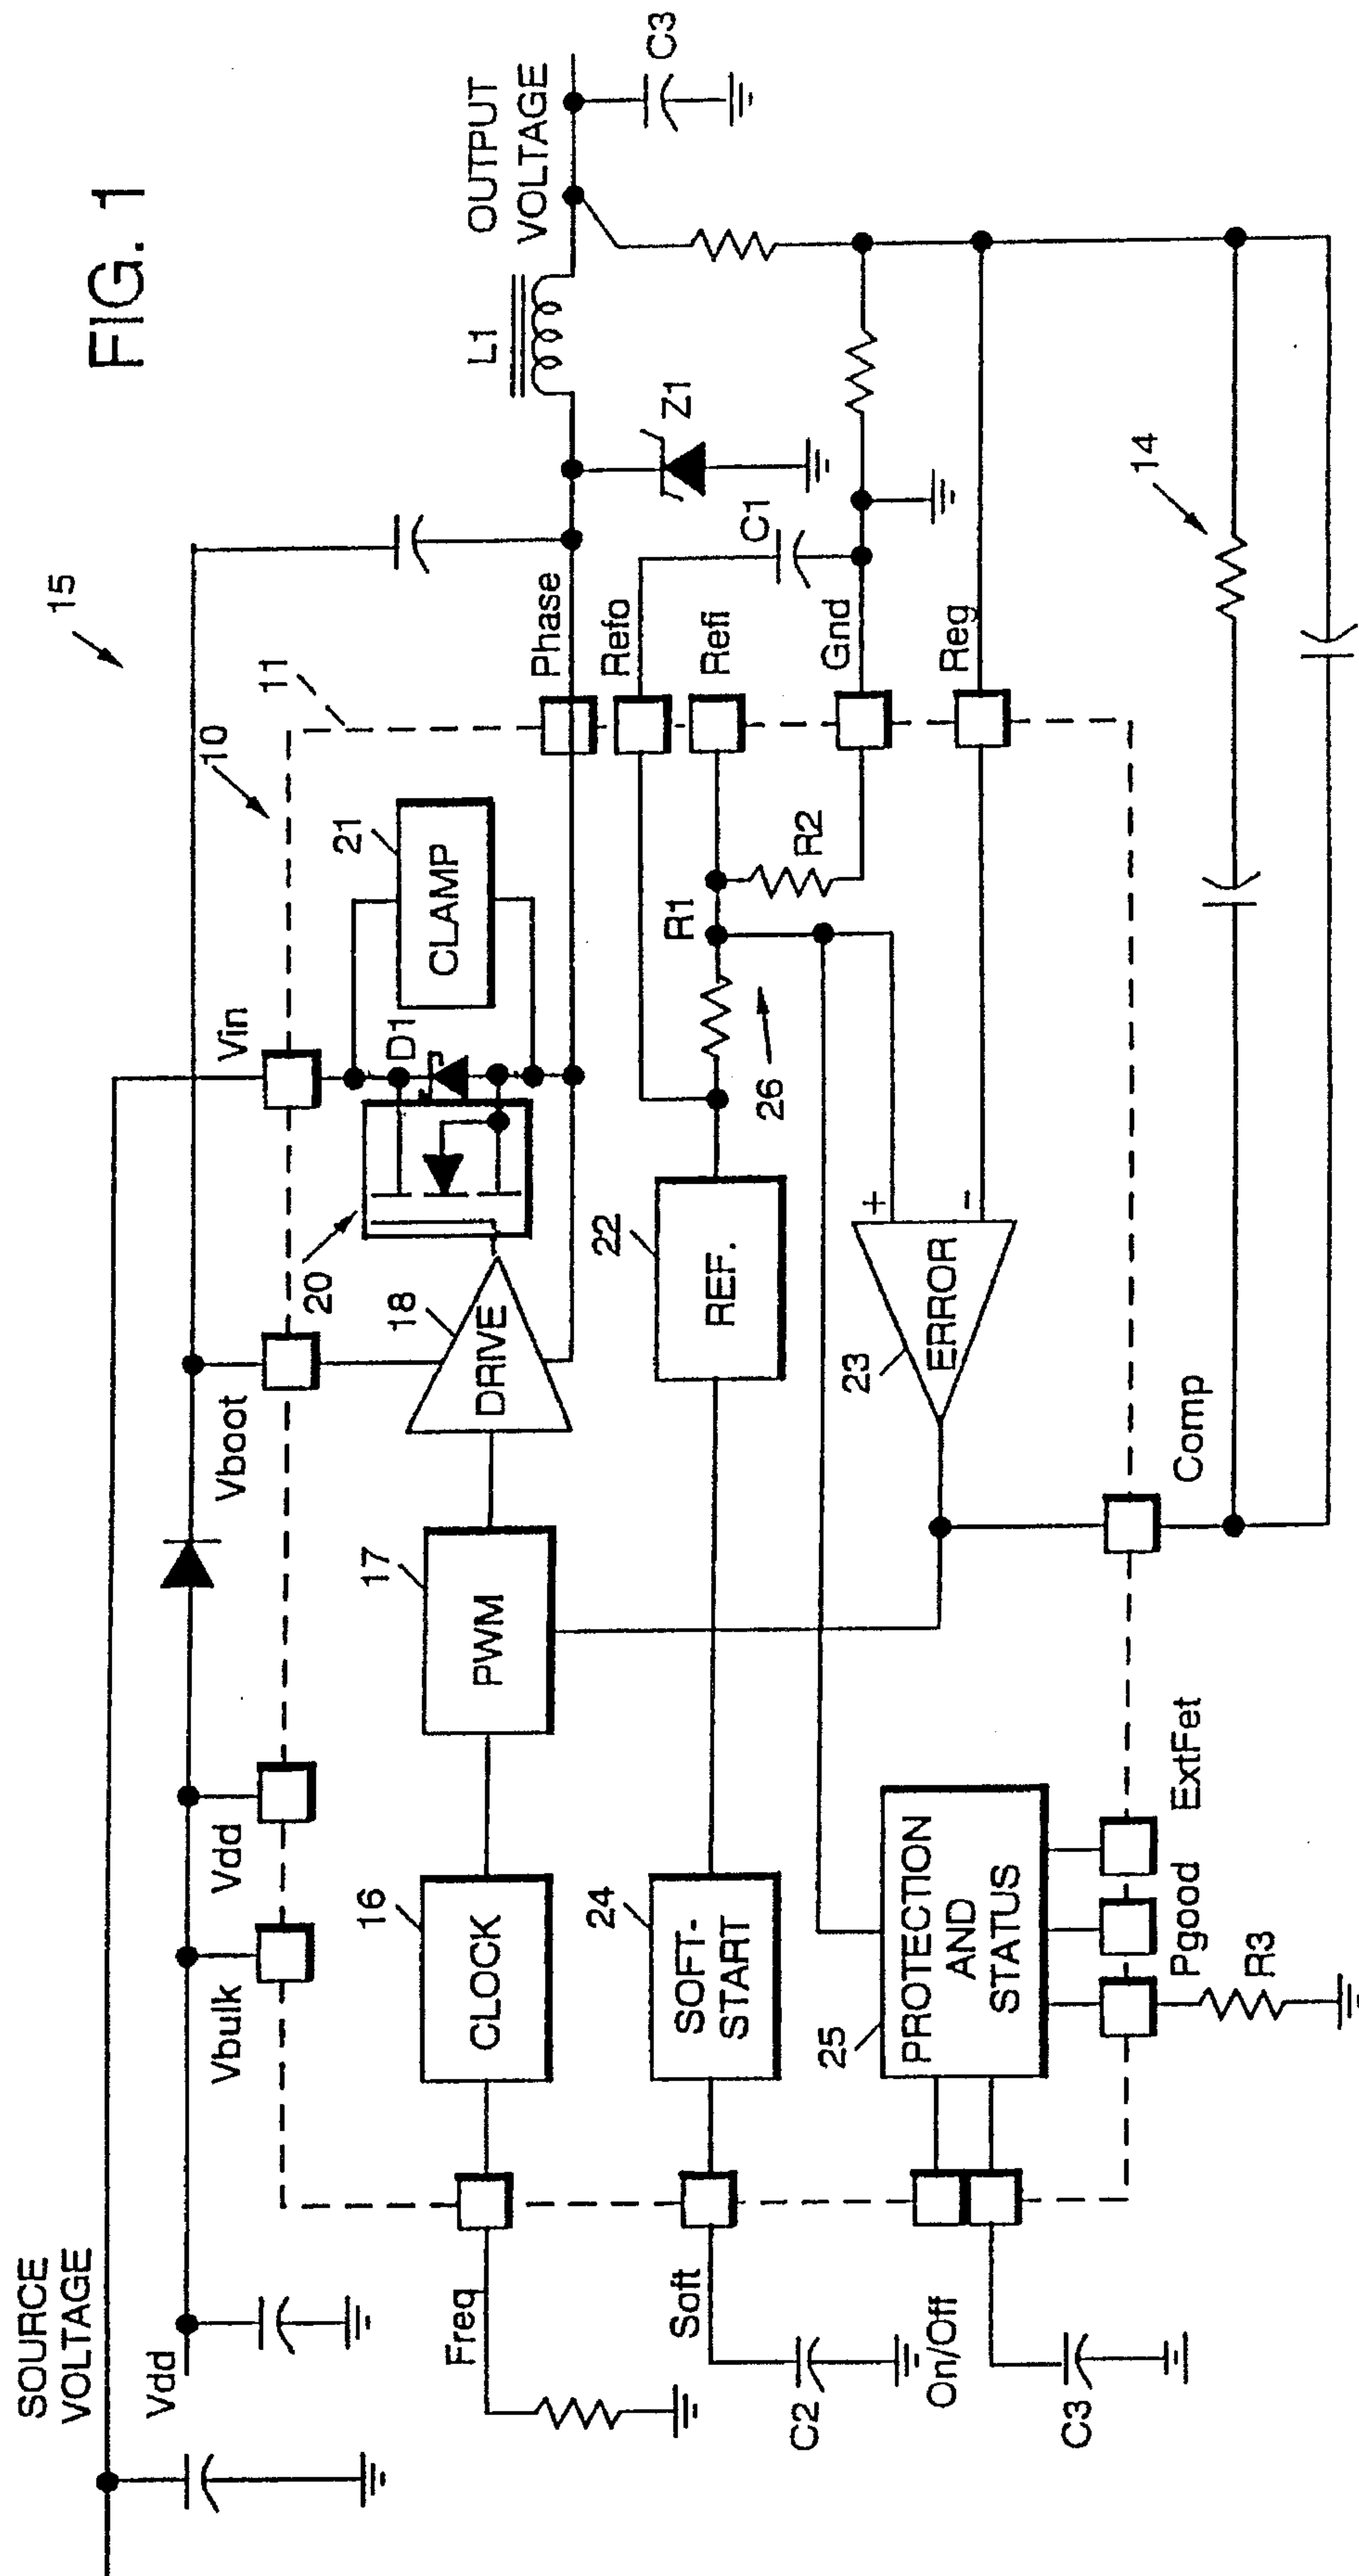 FIG. 1
15
SOURCE
VOLTAGE
Vdd
Vbulk
Vdd
Vboot
Vin
10
11
OUTPUT
VOLTAGE
L1
C3
Z1
Freq
16
CLOCK
17
PWM
18
DRIVE
20
D1
21
CLAMP
Phase
Refo
Refi
Gnd
Reg
C1
Soft
C2
24
SOFT-
START
22
REF.
26
R1
R2
On/Off
C3
25
PROTECTION
AND
STATUS
23
ERROR
+
-
Pgood
ExtFet
R3
Comp
14